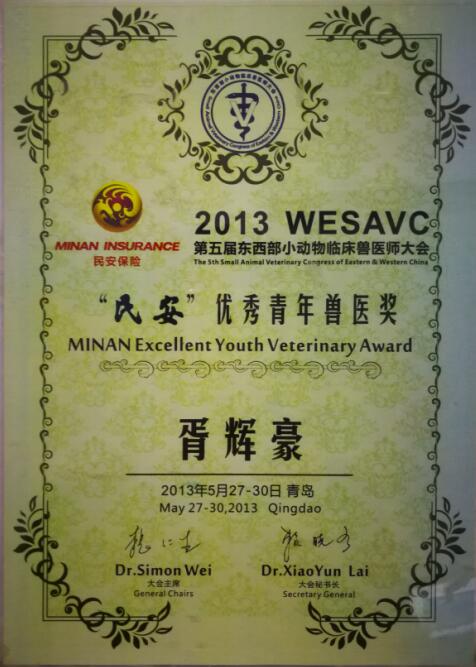 2013 WESAVC
MINAN INSURANCE
民安保险
第五届东西部小动物临床兽医师大会
The 5th Small Animal Veterinary Congress of Eastern & Western China
“民安”优秀青年兽医奖
MINAN Excellent Youth Veterinary Award
胥辉豪
2013年5月27-30日 青岛
May 27-30,2013 Qingdao
Dr.Simon Wei
大会主席
General Chairs
Dr.XiaoYun Lai
大会秘书长
Secretary General